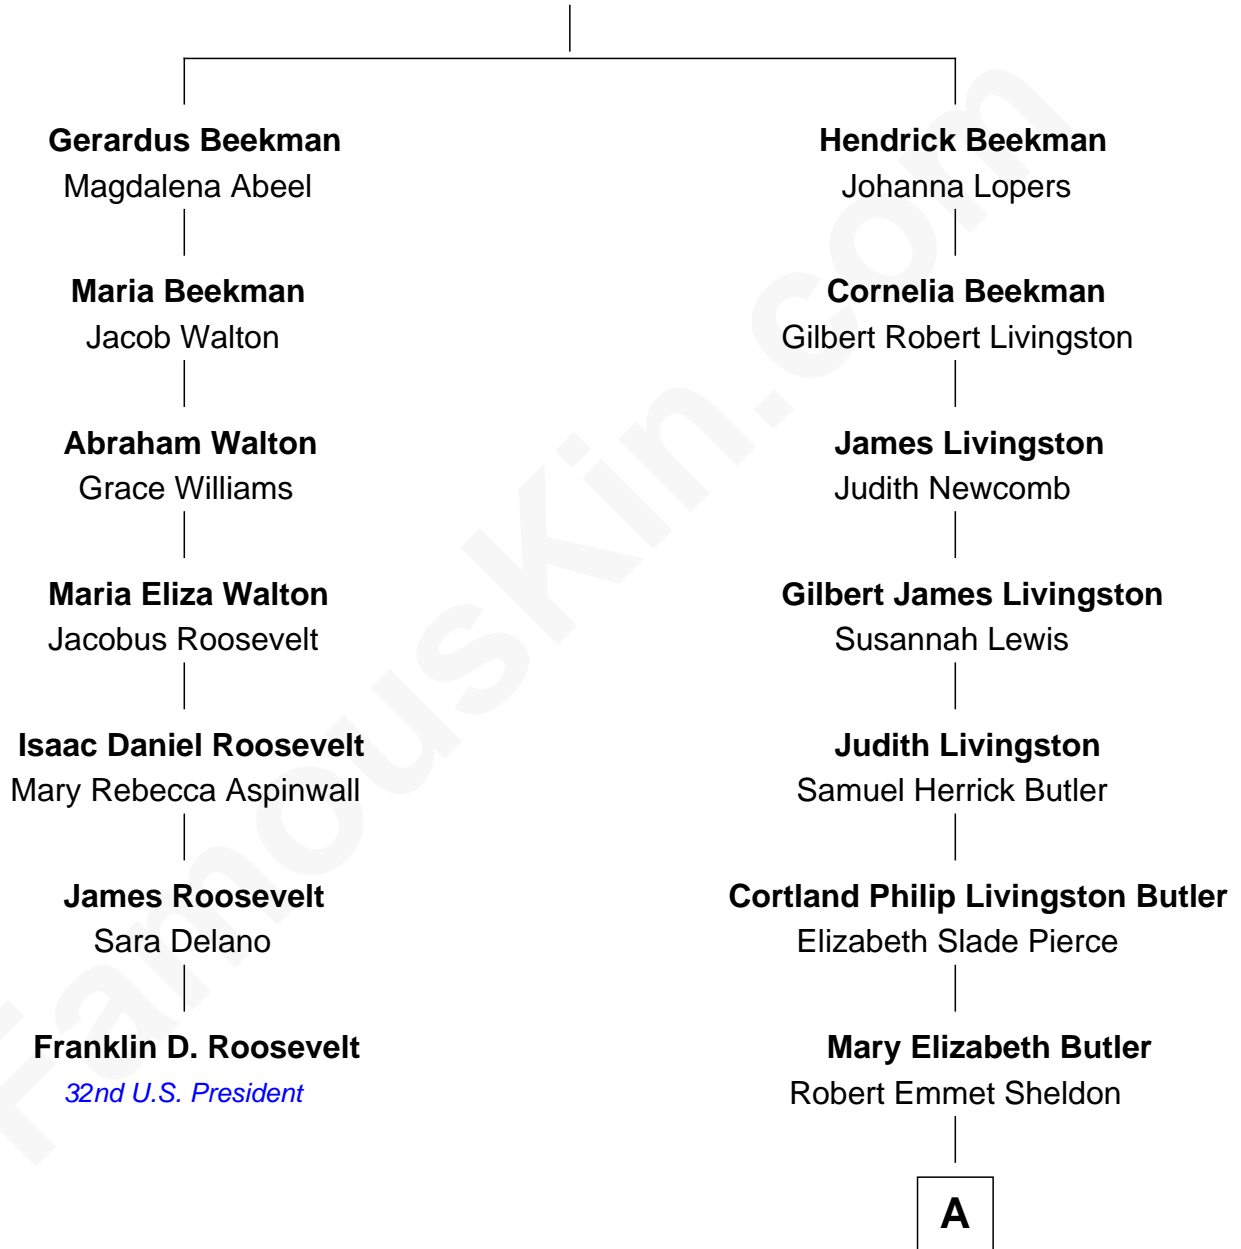 Gerardus Beekman
Magdalena Abeel
Maria Beekman
Jacob Walton
Abraham Walton
Grace Williams
Maria Eliza Walton
Jacobus Roosevelt
Isaac Daniel Roosevelt
Mary Rebecca Aspinwall
James Roosevelt
Sara Delano
Franklin D. Roosevelt
32nd U.S. President
Hendrick Beekman
Johanna Lopers
Cornelia Beekman
Gilbert Robert Livingston
James Livingston
Judith Newcomb
Gilbert James Livingston
Susannah Lewis
Judith Livingston
Samuel Herrick Butler
Cortland Philip Livingston Butler
Elizabeth Slade Pierce
Mary Elizabeth Butler
Robert Emmet Sheldon
A
FamousKin.com